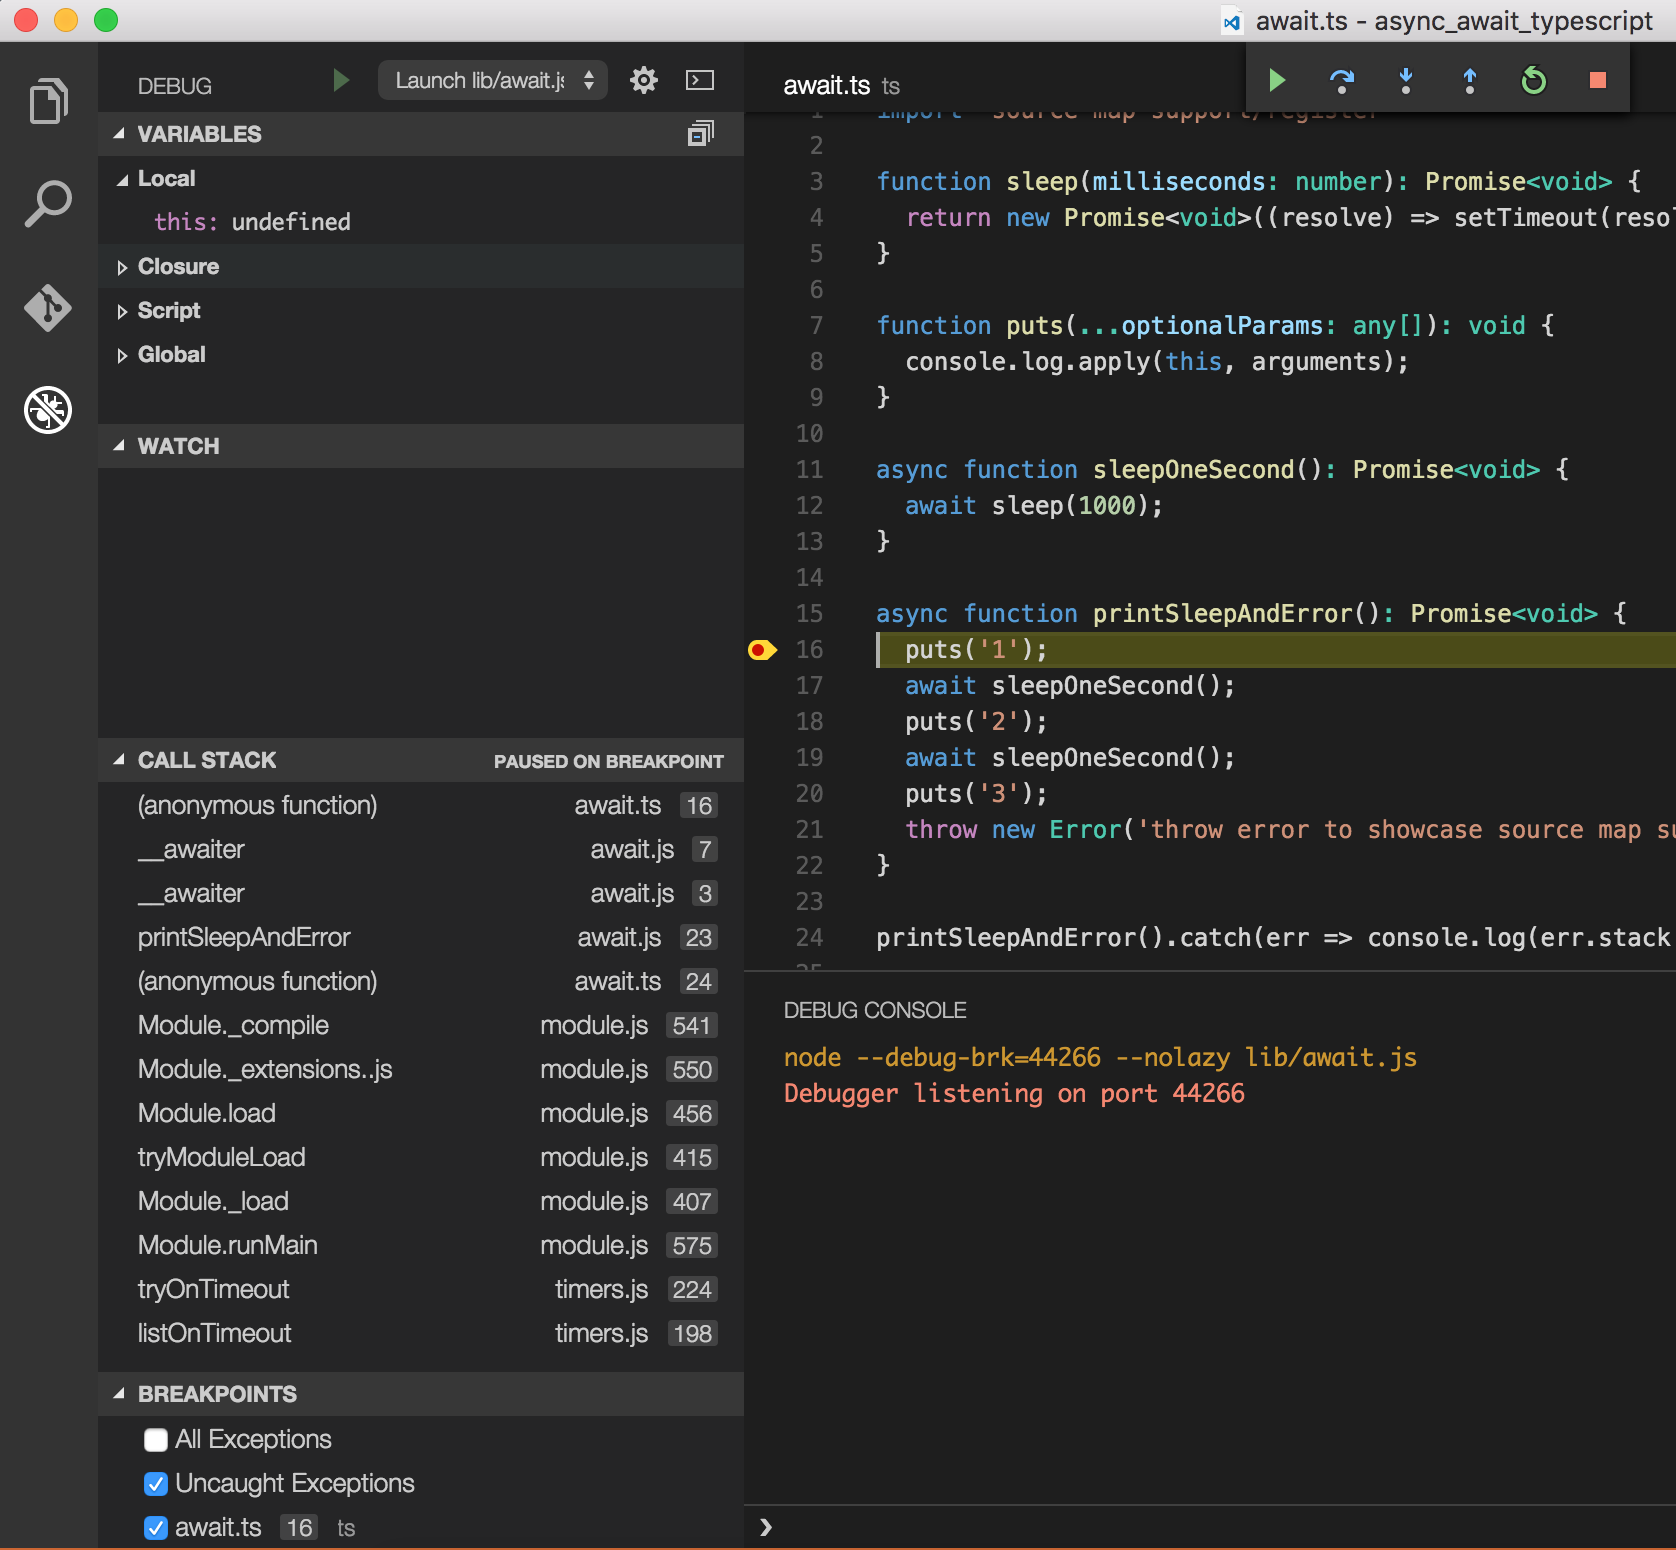 await.ts - async_await_typescript
DEBUG
Launch lib/await.js
VARIABLES
Local
this: undefined
Closure
Script
Global
WATCH
CALL STACK PAUSED ON BREAKPOINT
(anonymous function) await.ts 16
__awaiter await.js 7
__awaiter await.js 3
printSleepAndError await.js 23
(anonymous function) await.ts 24
Module._compile module.js 541
Module._extensions..js module.js 550
Module.load module.js 456
tryModuleLoad module.js 415
Module._load module.js 407
Module.runMain module.js 575
tryOnTimeout timers.js 224
listOnTimeout timers.js 198
BREAKPOINTS
All Exceptions
Uncaught Exceptions
await.ts 16 ts
await.ts ts
1 import 'source-map-support/register'
2
3 function sleep(milliseconds: number): Promise<void> {
4 return new Promise<void>((resolve) => setTimeout(reso
5 }
6
7 function puts(...optionalParams: any[]): void {
8 console.log.apply(this, arguments);
9 }
10
11 async function sleepOneSecond(): Promise<void> {
12 await sleep(1000);
13 }
14
15 async function printSleepAndError(): Promise<void> {
16 puts('1');
17 await sleepOneSecond();
18 puts('2');
19 await sleepOneSecond();
20 puts('3');
21 throw new Error('throw error to showcase source map su
22 }
23
24 printSleepAndError().catch(err => console.log(err.stack
25
DEBUG CONSOLE
node --debug-brk=44266 --nolazy lib/await.js
Debugger listening on port 44266